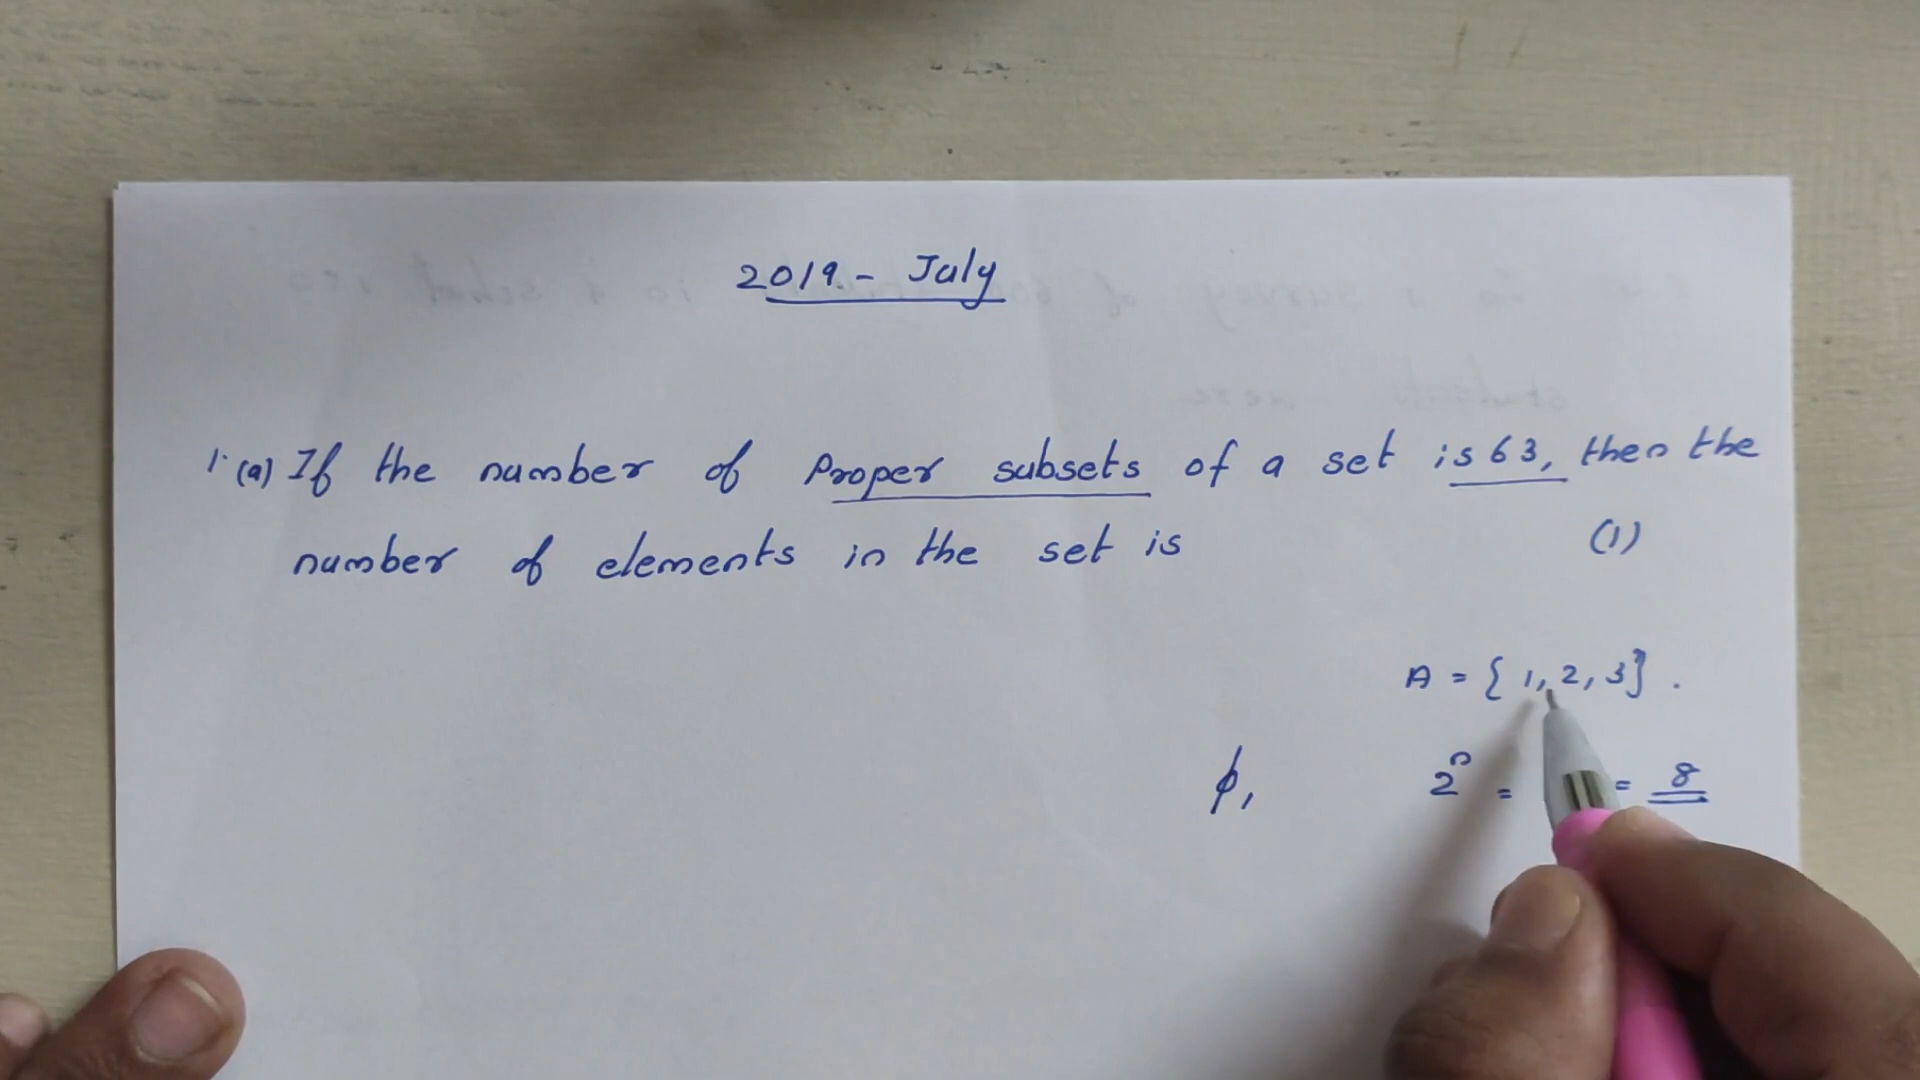 2019 - July
1. (a) If the number of Proper subsets of a set is 63, then the
number of elements in the set is (1)
A = { 1, 2, 3} .
ϕ, 2ⁿ = = 8